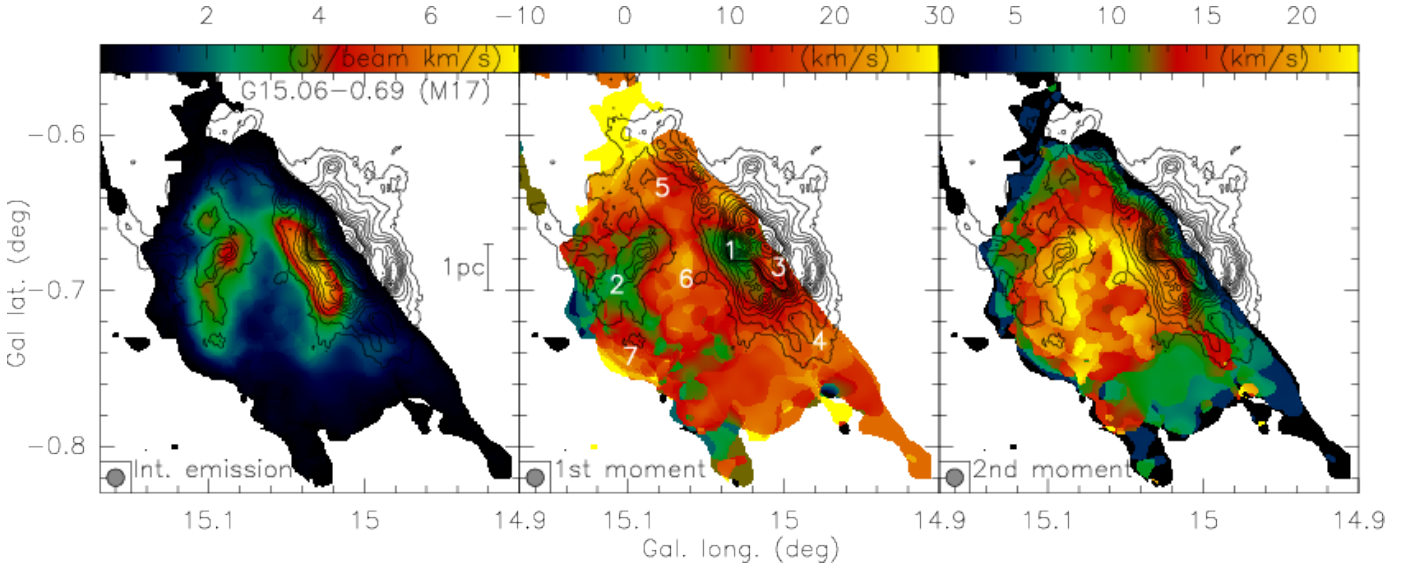 2 4 6 -10 0 10 20 30 5 10 15 20
(Jy/beam km/s) (km/s) (km/s)
G15.06-0.69 (M17)
-0.6
5
1
3
1pc
2
6
-0.7
4
7
-0.8
Int. emission 1st moment 2nd moment
15.1 15 14.9 15.1 15 14.9 15.1 15 14.9
Gal. long. (deg)
Gal lat. (deg)